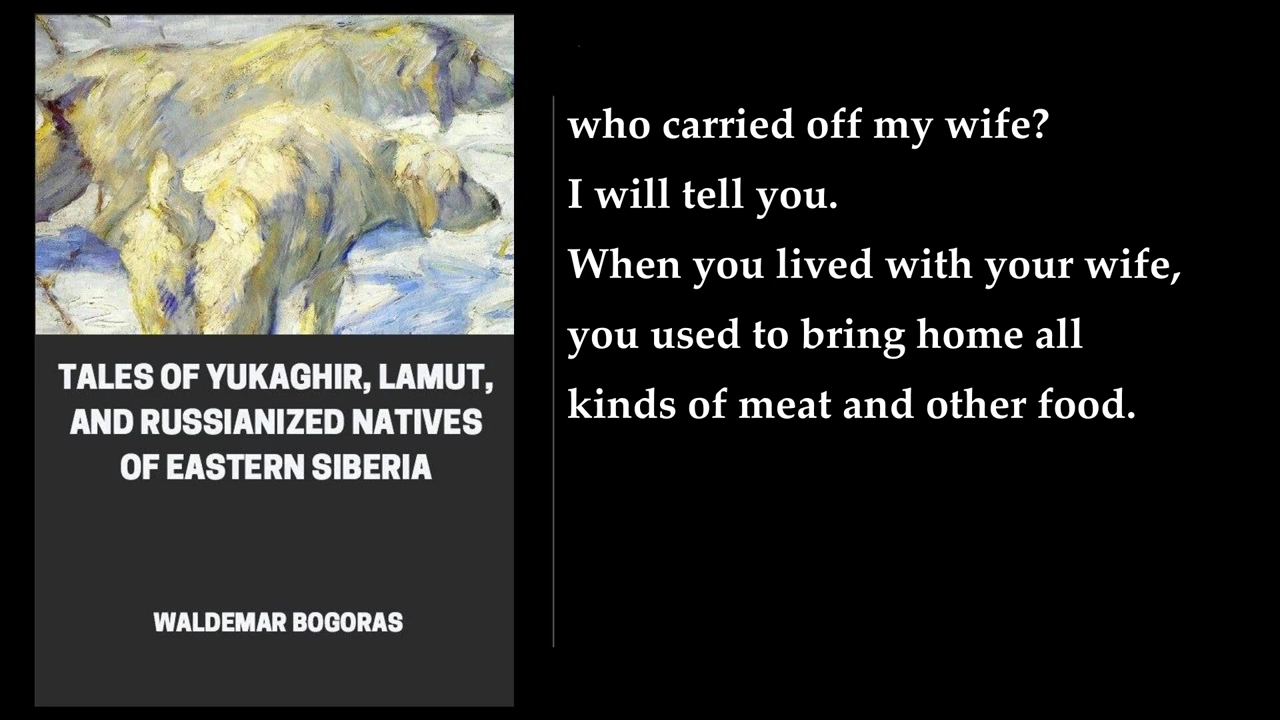 TALES OF YUKAGHIR, LAMUT,
AND RUSSIANIZED NATIVES
OF EASTERN SIBERIA
WALDEMAR BOGORAS
who carried off my wife?
I will tell you.
When you lived with your wife,
you used to bring home all
kinds of meat and other food.